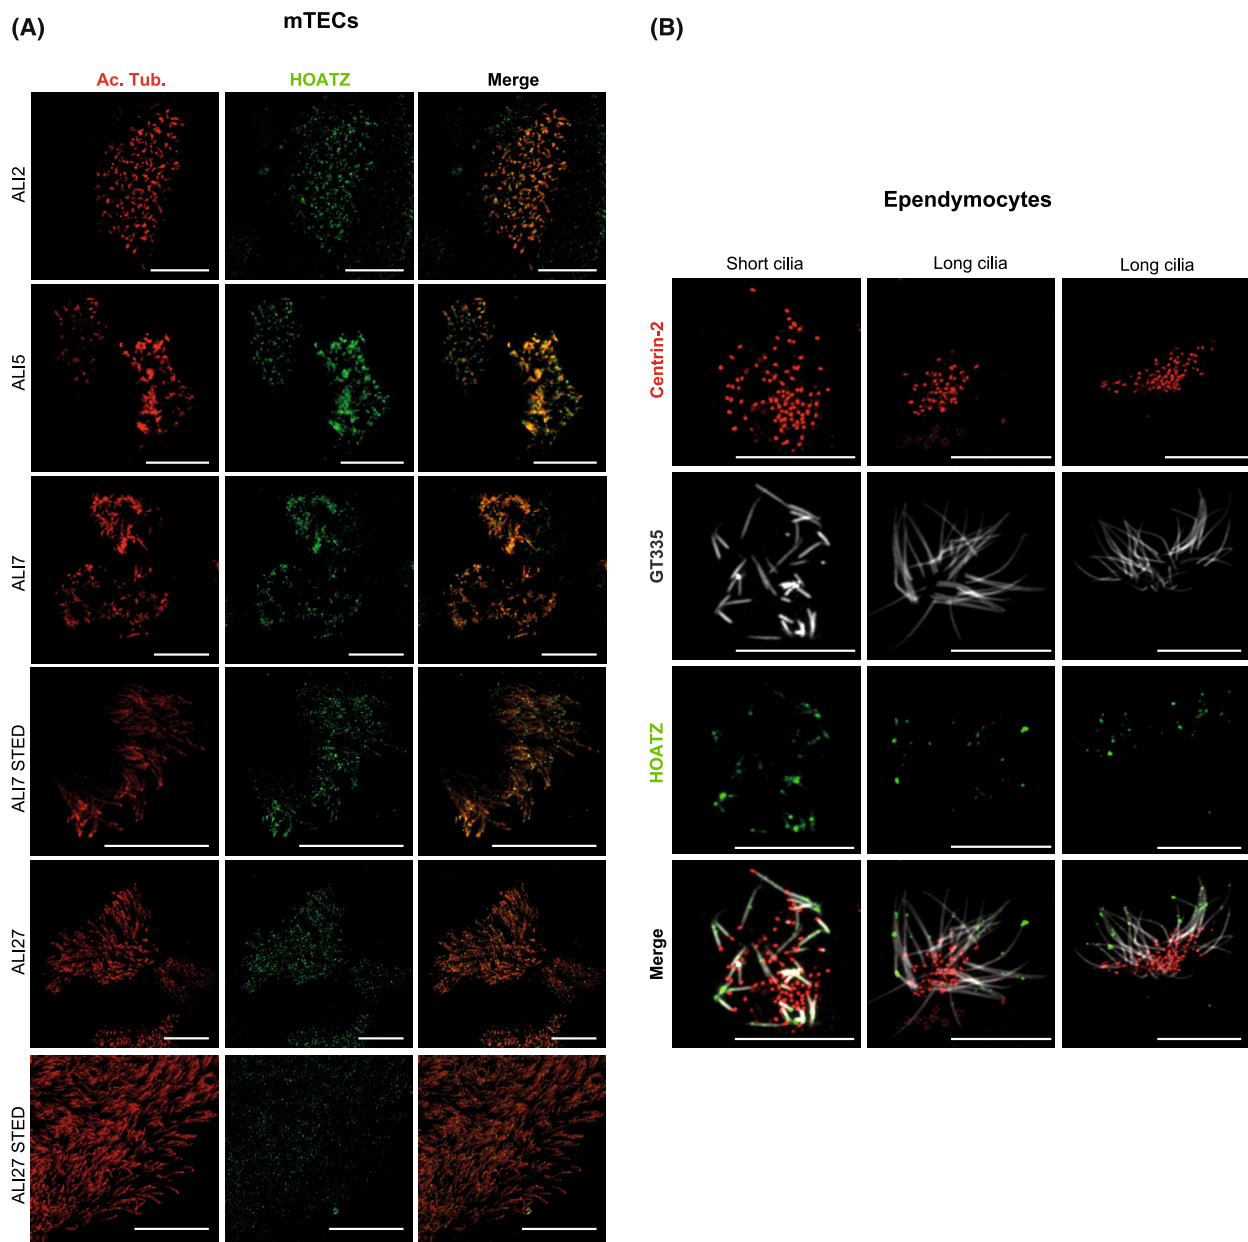 (A)
mTECs
Ac. Tub.
HOATZ
Merge
ALI2
ALI5
ALI7
ALI7 STED
ALI27
ALI27 STED
(B)
Ependymocytes
Short cilia
Long cilia
Long cilia
Centrin-2
GT335
HOATZ
Merge